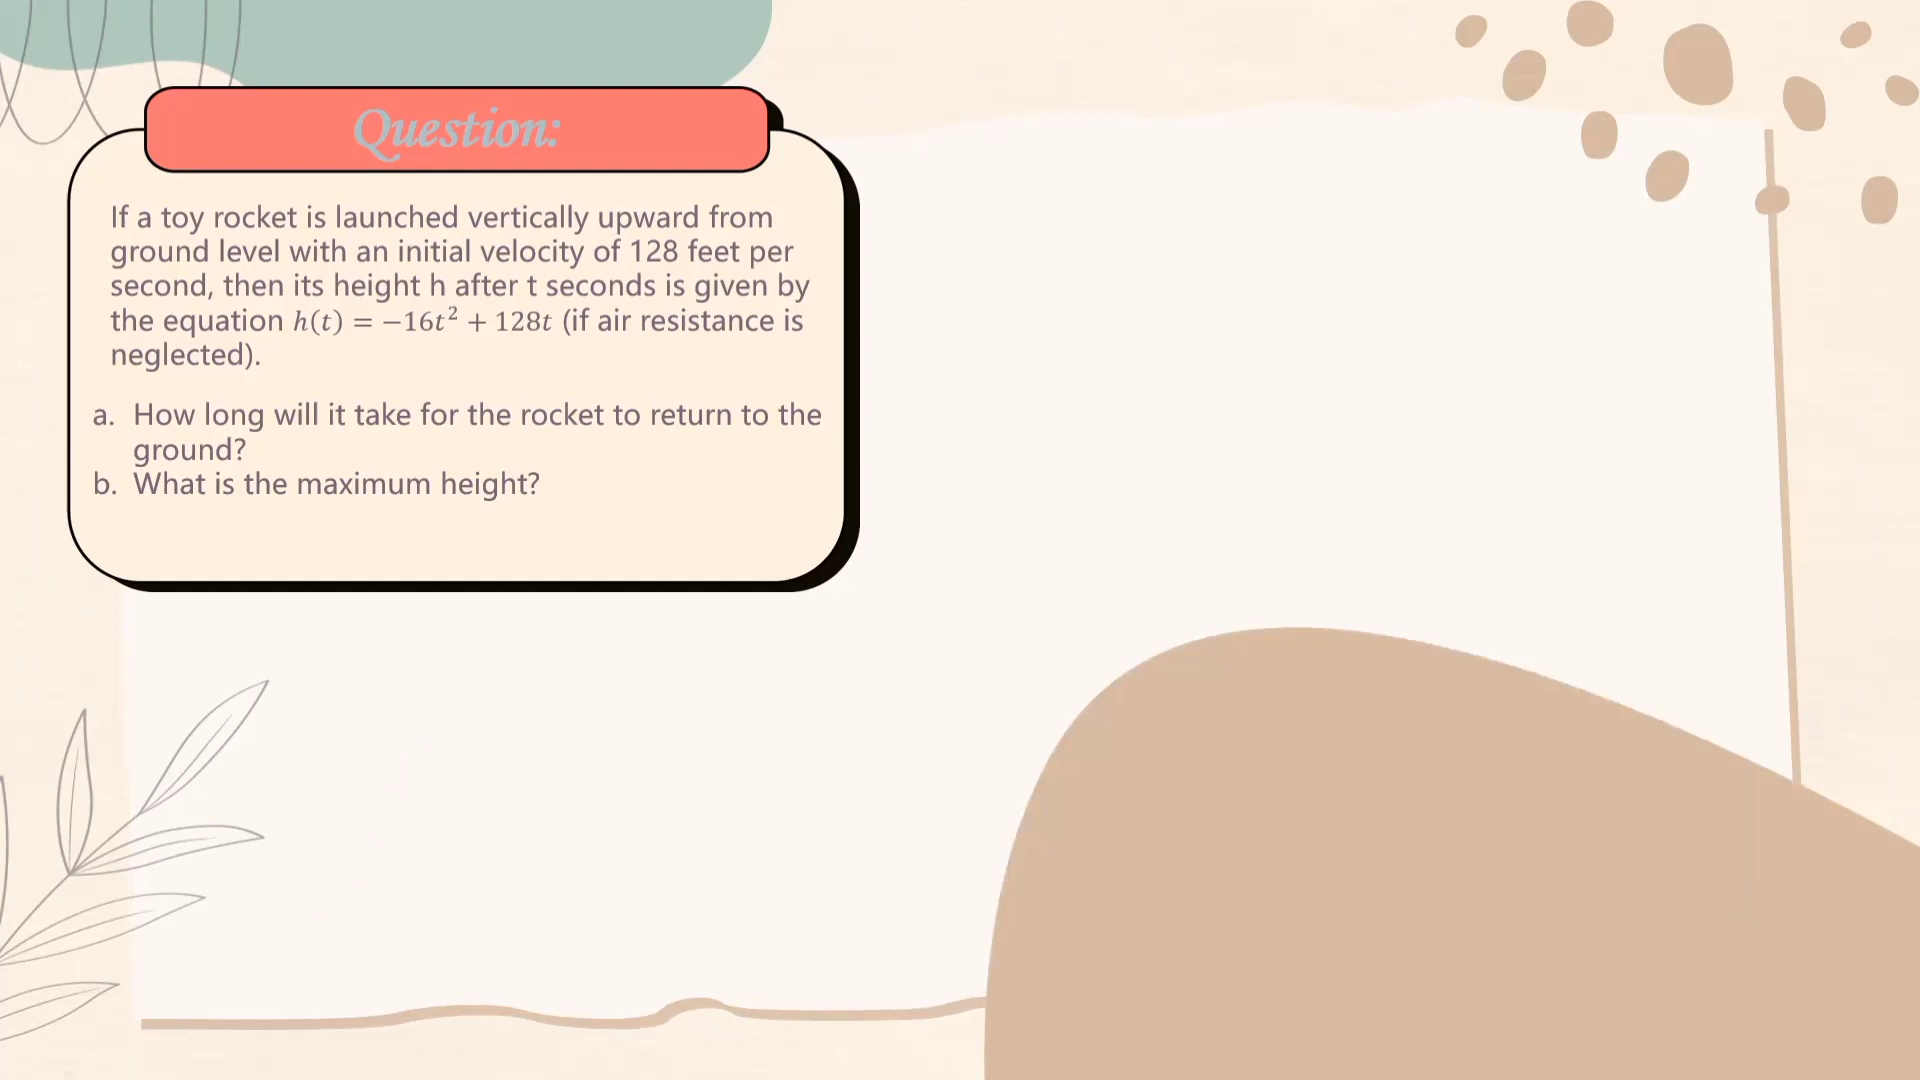 Question:
If a toy rocket is launched vertically upward from
ground level with an initial velocity of 128 feet per
second, then its height h after t seconds is given by
the equation h(t) = −16t² + 128t (if air resistance is
neglected).
a. How long will it take for the rocket to return to the
ground?
b. What is the maximum height?